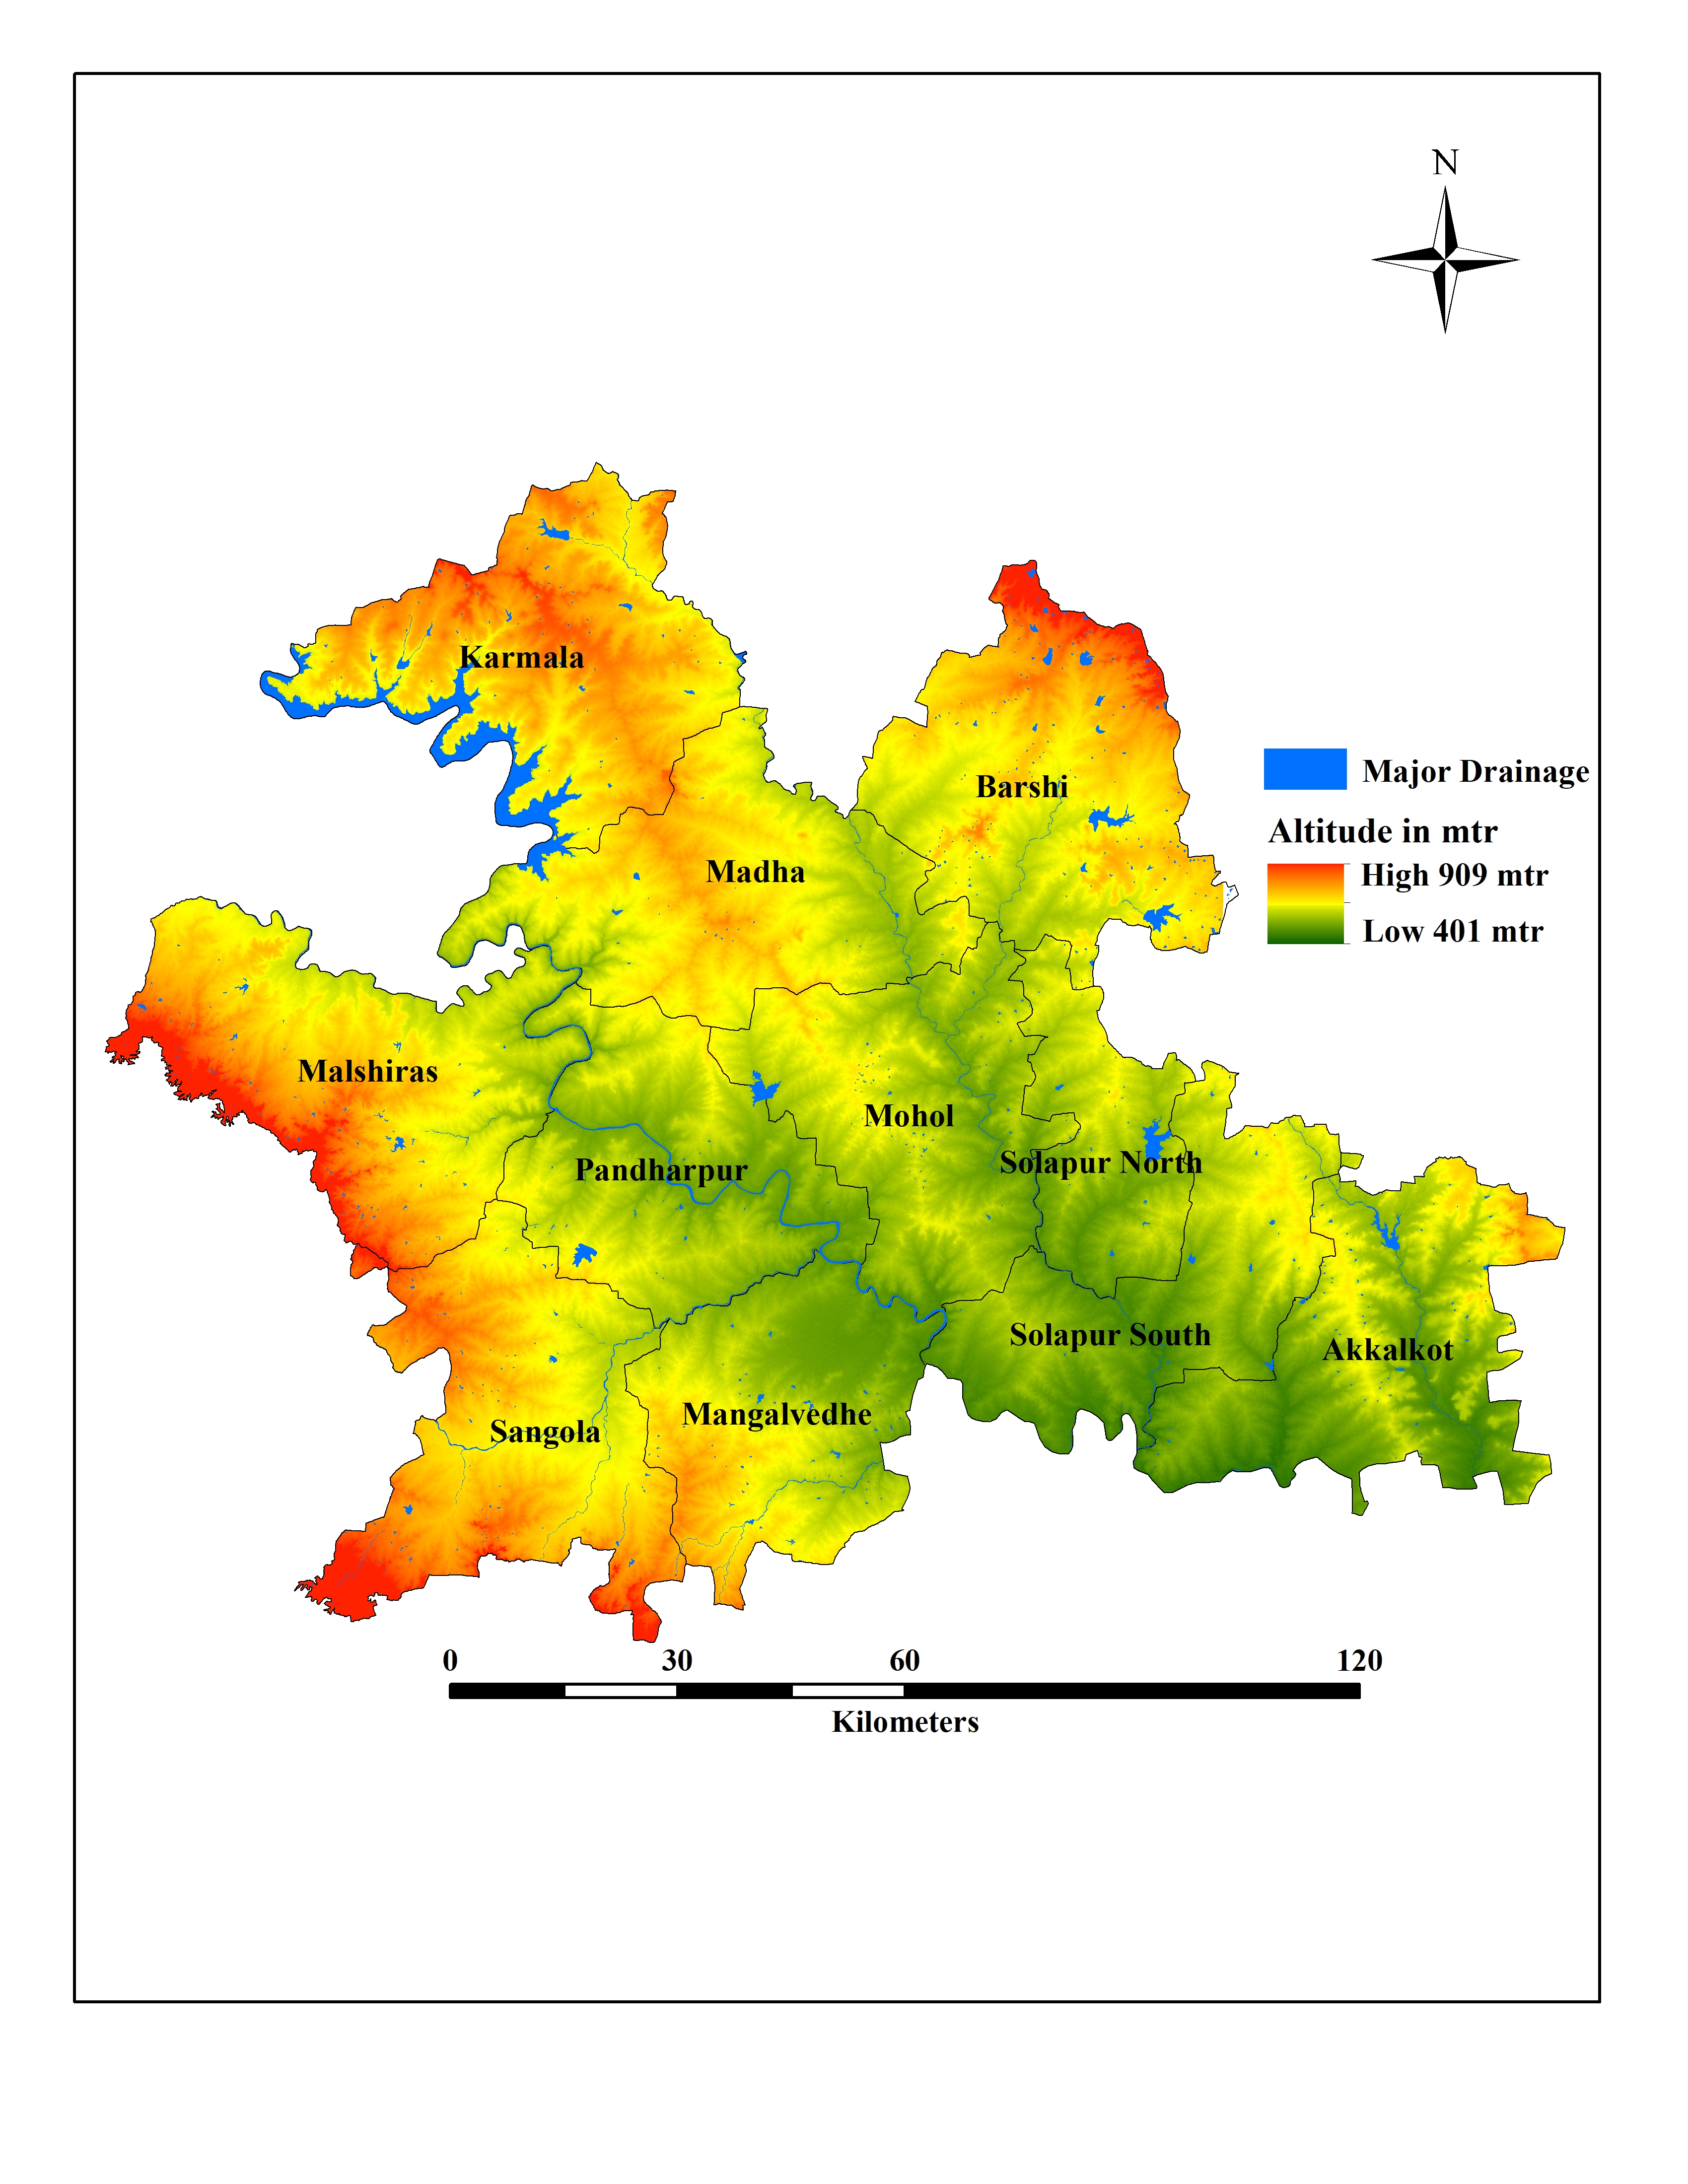 N
Karmala
Barshi
Major Drainage
Altitude in mtr
High 909 mtr
Low 401 mtr
Madha
Malshiras
Mohol
Solapur North
Pandharpur
Solapur South
Akkalkot
Mangalvedhe
Sangola
0 30 60 120
Kilometers